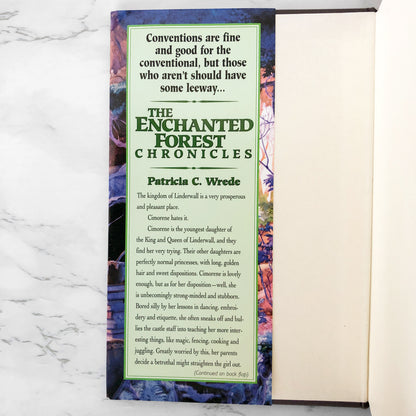 Conventions are fine
and good for the
conventional, but those
who aren't should have
some leeway...
THE
ENCHANTED
FOREST
CHRONICLES
Patricia C. Wrede
The kingdom of Linderwall is a very prosperous
and pleasant place.
Cimorene hates it.
Cimorene is the youngest daughter of
the King and Queen of Linderwall, and they
find her very trying. Their other daughters are
perfectly normal princesses, with long, golden
hair and sweet dispositions. Cimorene is lovely
enough, but as for her disposition—well, she
is unbecomingly strong-minded and stubborn.
Bored silly by her lessons in dancing, embroi-
dery and etiquette, she often sneaks off and bul-
lies the castle staff into teaching her more inter-
esting things, like magic, fencing, cooking and
juggling. Greatly worried by this, her parents
decide a betrothal might straighten the girl out.
(Continued on back flap)